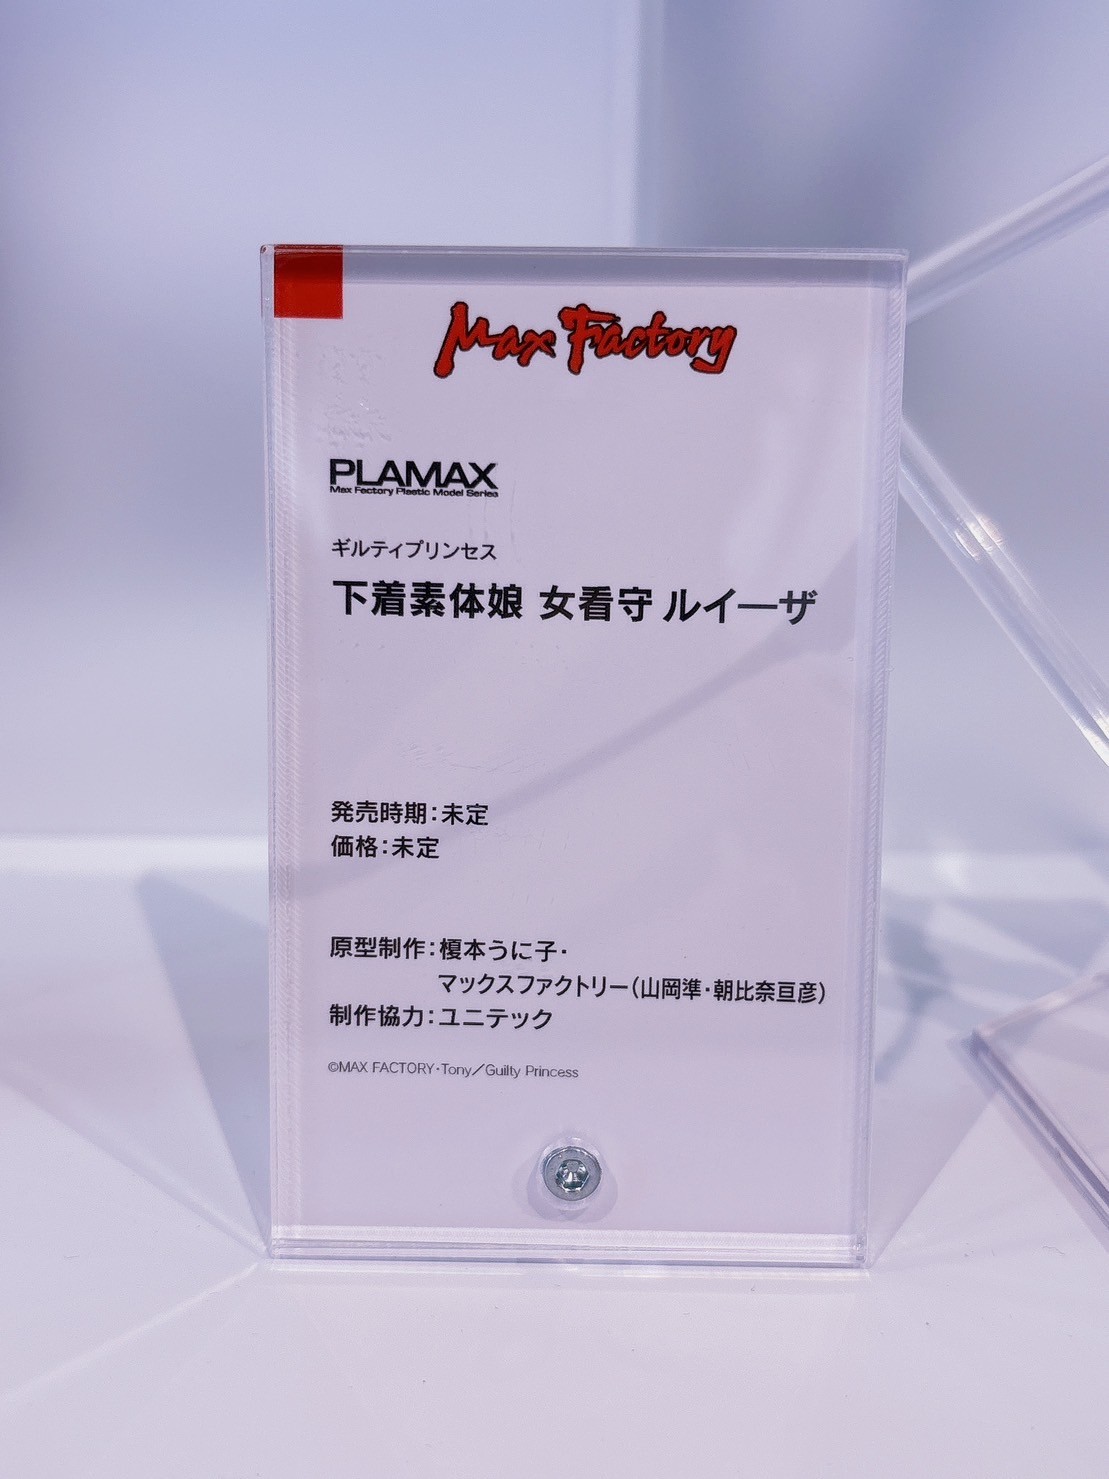 Max Factory
PLAMAX
Max Factory Plastic Model Series
ギルティプリンセス
下着素体娘 女看守 ルイーザ
発売時期：未定
価格：未定
原型制作：榎本うに子・
マックスファクトリー（山岡準・朝比奈亘彦）
制作協力：ユニテック
©MAX FACTORY・Tony／Guilty Princess